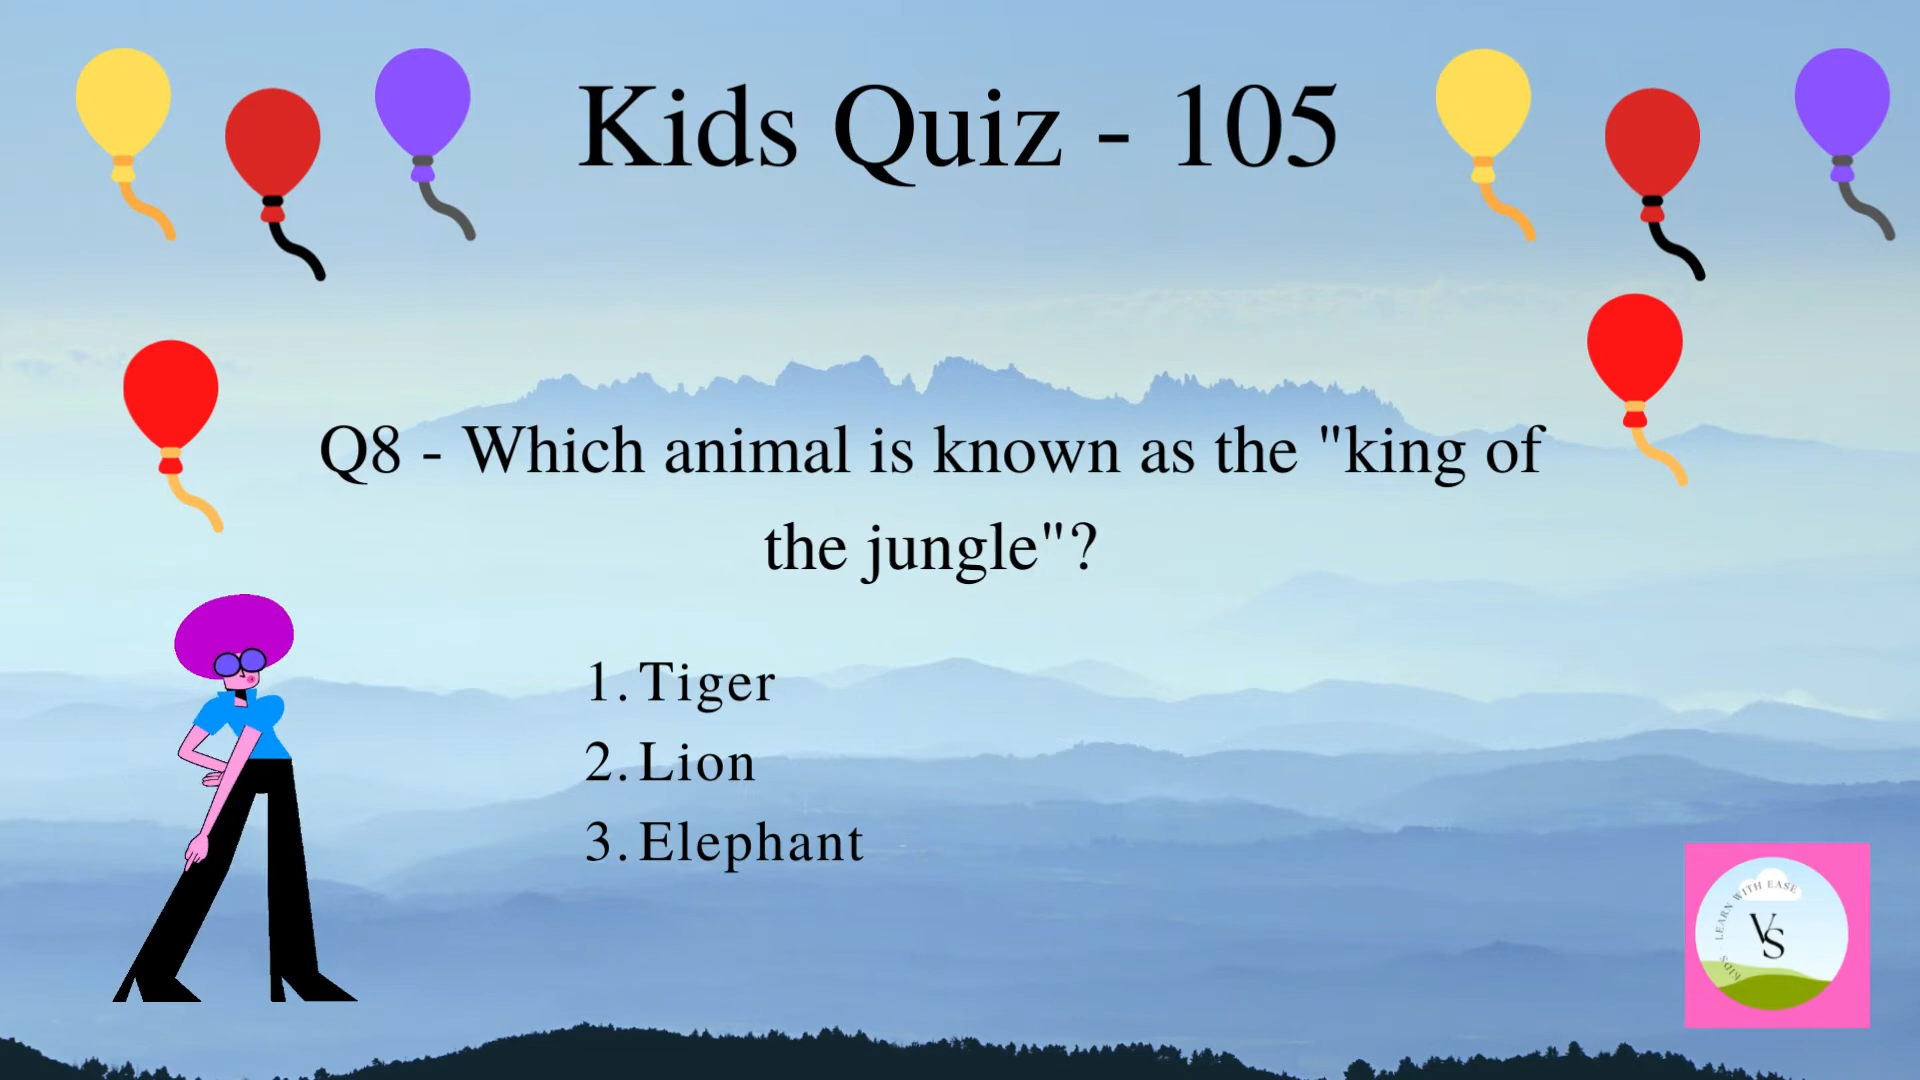 Kids Quiz - 105
Q8 - Which animal is known as the "king of
the jungle"?
1. Tiger
2. Lion
3. Elephant
KIDS LEARN WITH EASE
VS